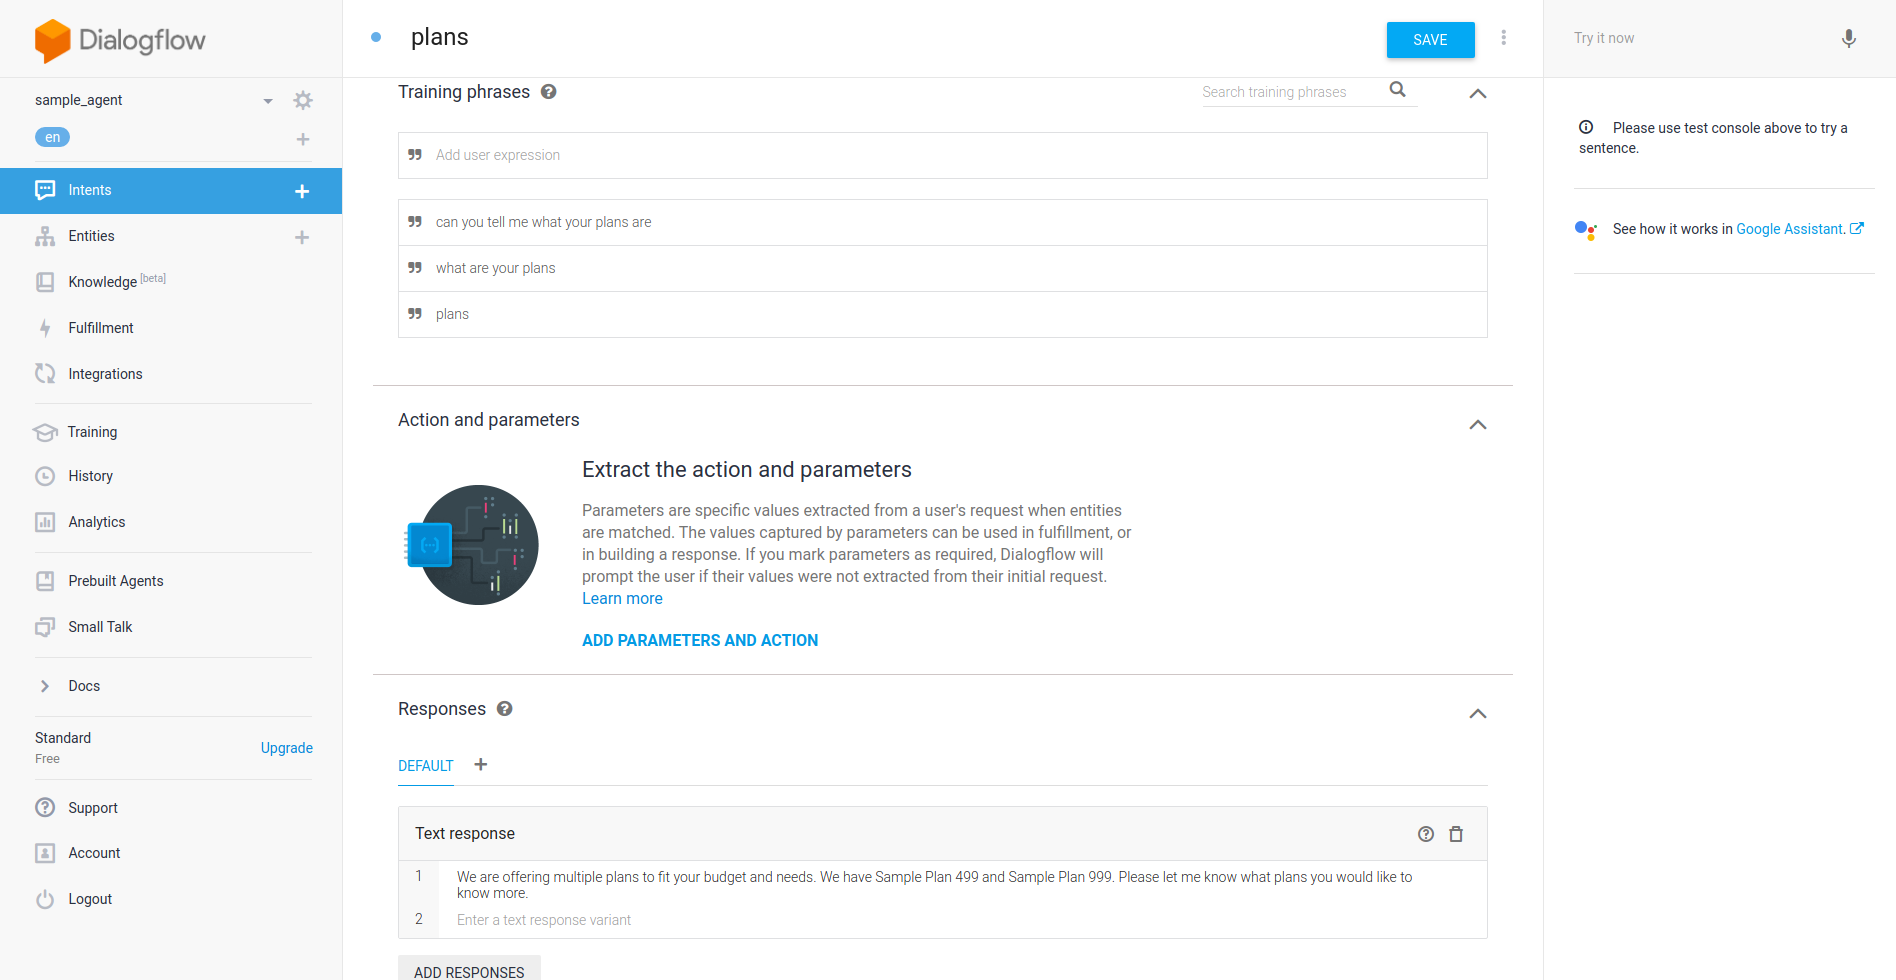 Dialogflow
sample_agent
en
Intents
Entities
Knowledge [beta]
Fulfillment
Integrations
Training
History
Analytics
Prebuilt Agents
Small Talk
Docs
Standard
Free
Upgrade
Support
Account
Logout
plans
SAVE
Training phrases
Search training phrases
Add user expression
can you tell me what your plans are
what are your plans
plans
Action and parameters
Extract the action and parameters
Parameters are specific values extracted from a user's request when entities
are matched. The values captured by parameters can be used in fulfillment, or
in building a response. If you mark parameters as required, Dialogflow will
prompt the user if their values were not extracted from their initial request.
Learn more
ADD PARAMETERS AND ACTION
Responses
DEFAULT
Text response
1 We are offering multiple plans to fit your budget and needs. We have Sample Plan 499 and Sample Plan 999. Please let me know what plans you would like to
know more.
2 Enter a text response variant
ADD RESPONSES
Try it now
Please use test console above to try a
sentence.
See how it works in Google Assistant.